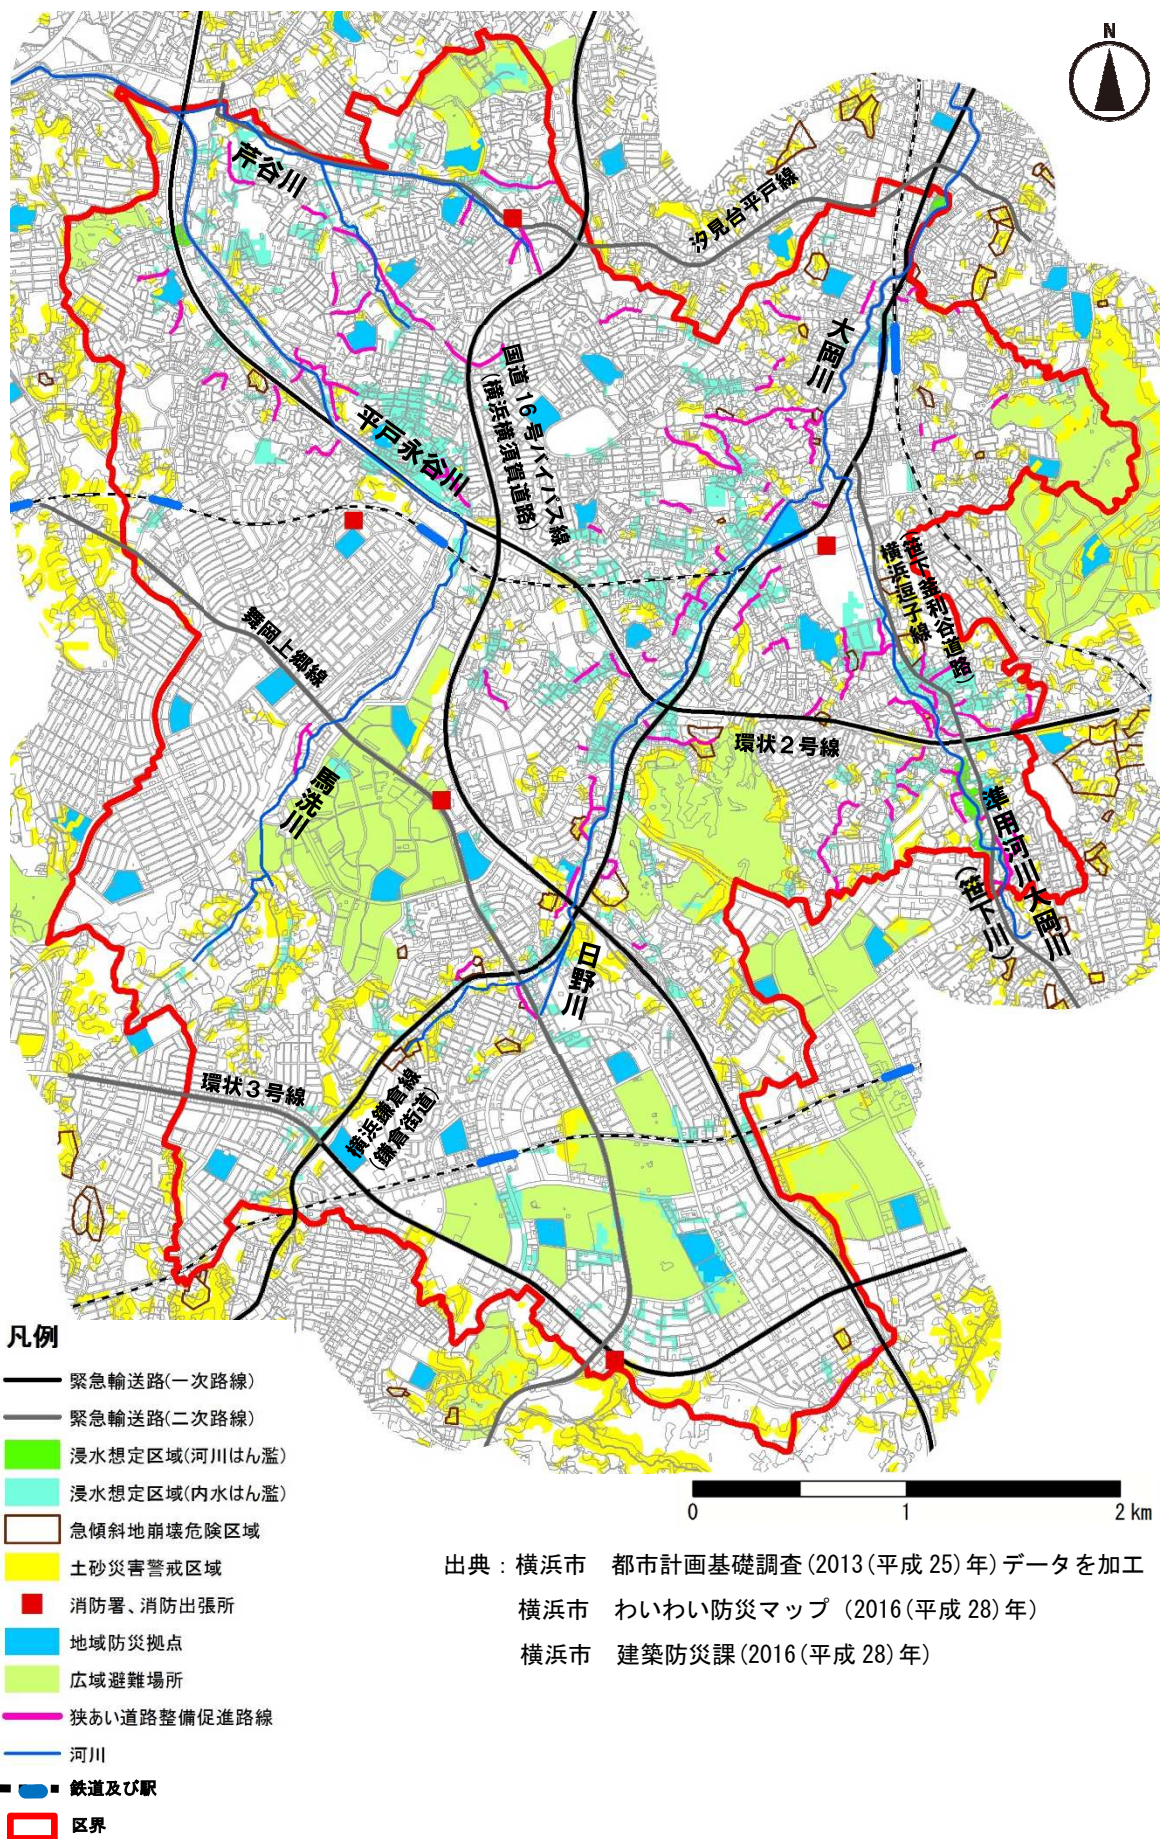 N
芹谷川
汐見台平戸線
大岡川
国道16号バイパス線
(横浜横須賀道路)
平戸永谷川
(笹下釜利谷道路)
横浜逗子線
舞岡上郷線
環状2号線
馬洗川
準用河川大岡川
(笹下川)
日野川
環状3号線
横浜鎌倉線
(鎌倉街道)
凡例
緊急輸送路(一次路線)
緊急輸送路(二次路線)
浸水想定区域(河川はん濫)
浸水想定区域(内水はん濫)
急傾斜地崩壊危険区域
土砂災害警戒区域
消防署、消防出張所
地域防災拠点
広域避難場所
狭あい道路整備促進路線
河川
鉄道及び駅
区界
0 1 2 km
出典:横浜市 都市計画基礎調査(2013(平成25)年)データを加工
横浜市 わいわい防災マップ (2016(平成28)年)
横浜市 建築防災課(2016(平成28)年)